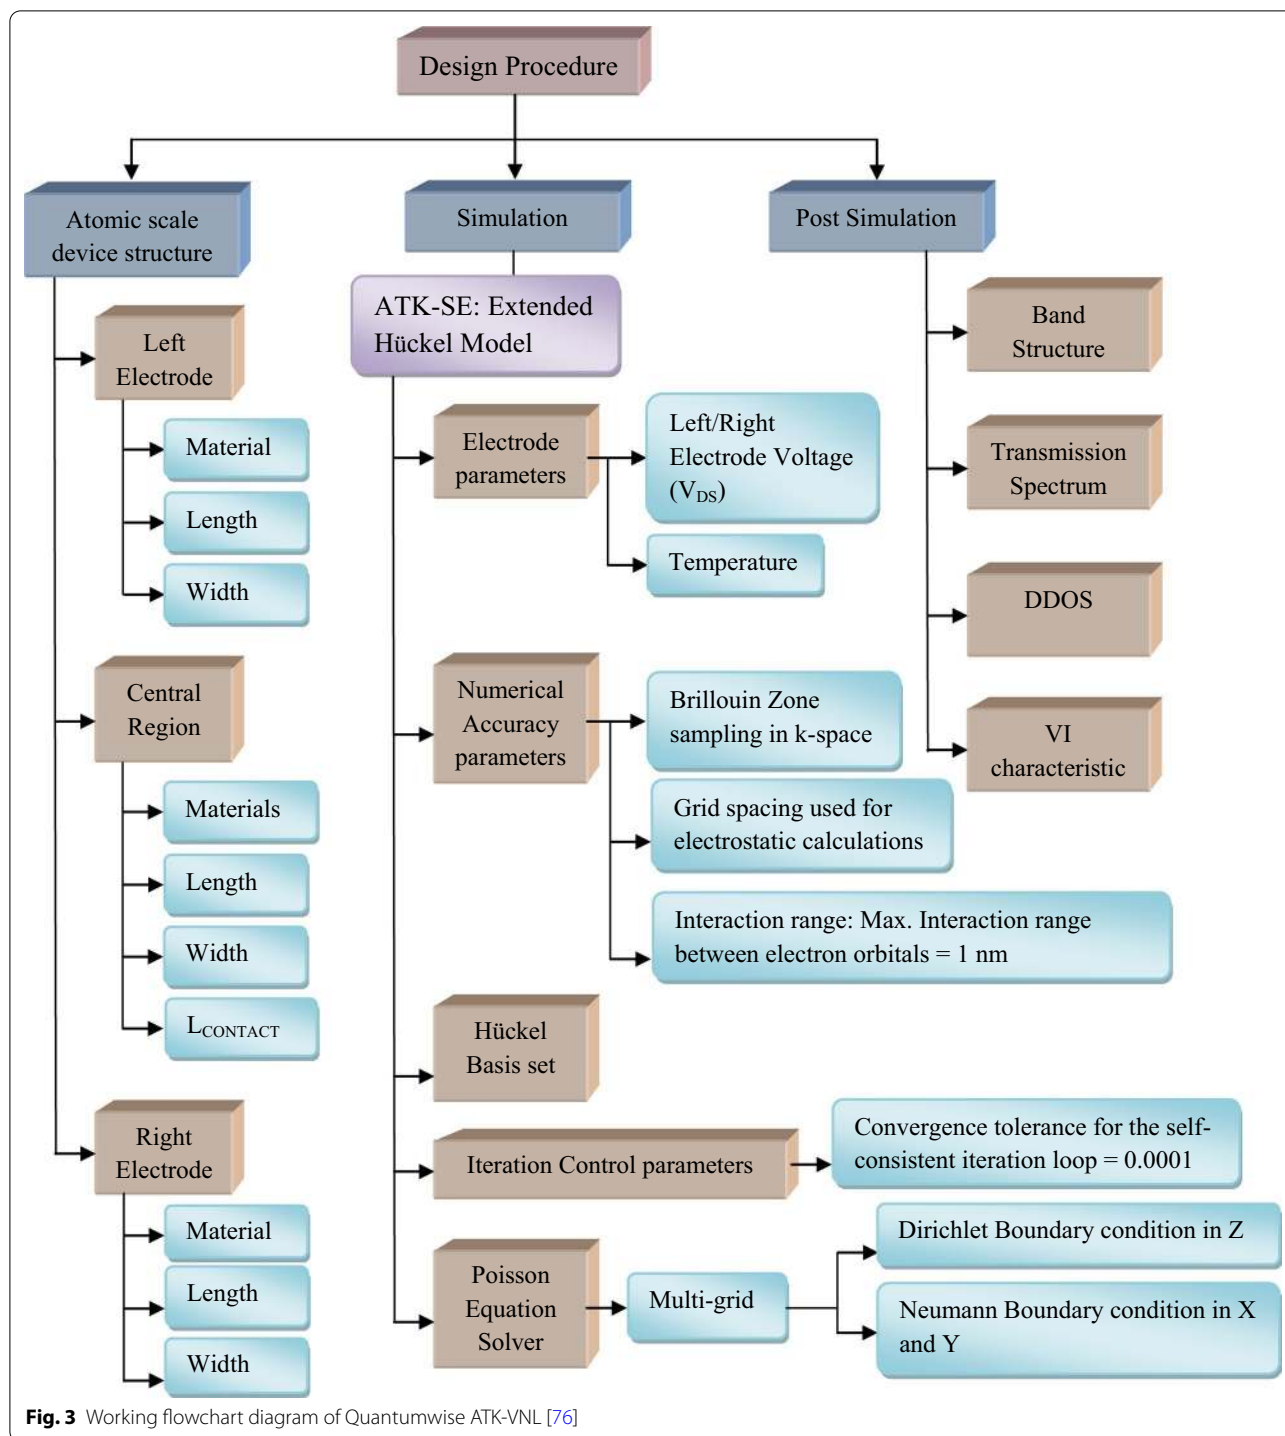 Design Procedure
Atomic scale
device structure
Left
Electrode
Material
Length
Width
Central
Region
Materials
Length
Width
LCONTACT
Right
Electrode
Material
Length
Width
Simulation
ATK-SE: Extended
Hückel Model
Electrode
parameters
Left/Right
Electrode Voltage
(VDS)
Temperature
Numerical
Accuracy
parameters
Brillouin Zone
sampling in k-space
Grid spacing used for
electrostatic calculations
Interaction range: Max. Interaction range
between electron orbitals = 1 nm
Hückel
Basis set
Iteration Control parameters
Convergence tolerance for the self-
consistent iteration loop = 0.0001
Poisson
Equation
Solver
Multi-grid
Dirichlet Boundary condition in Z
Neumann Boundary condition in X
and Y
Post Simulation
Band
Structure
Transmission
Spectrum
DDOS
VI
characteristic
Fig. 3 Working flowchart diagram of Quantumwise ATK-VNL [76]